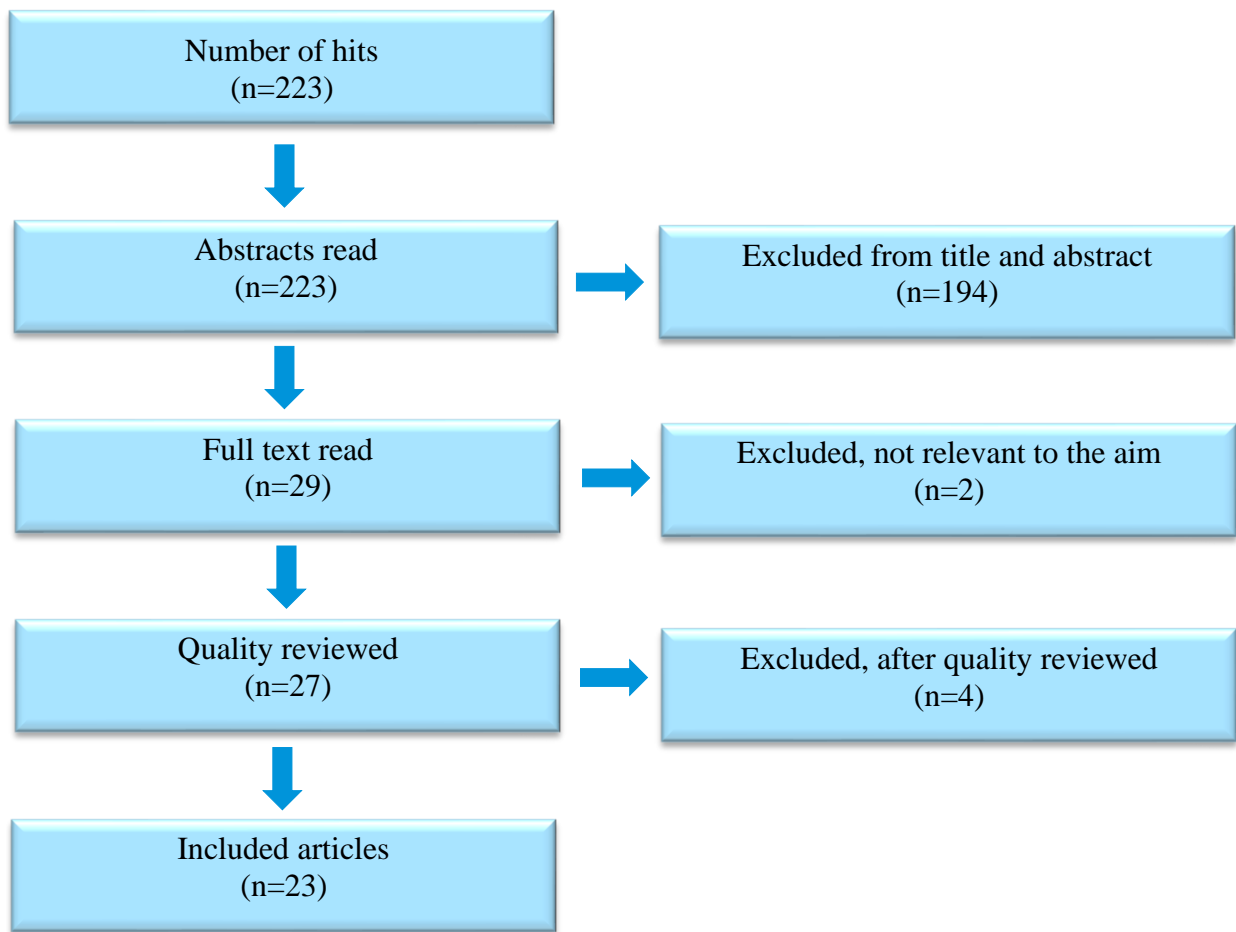 Number of hits
(n=223)
Abstracts read
(n=223)
Excluded from title and abstract
(n=194)
Full text read
(n=29)
Excluded, not relevant to the aim
(n=2)
Quality reviewed
(n=27)
Excluded, after quality reviewed
(n=4)
Included articles
(n=23)